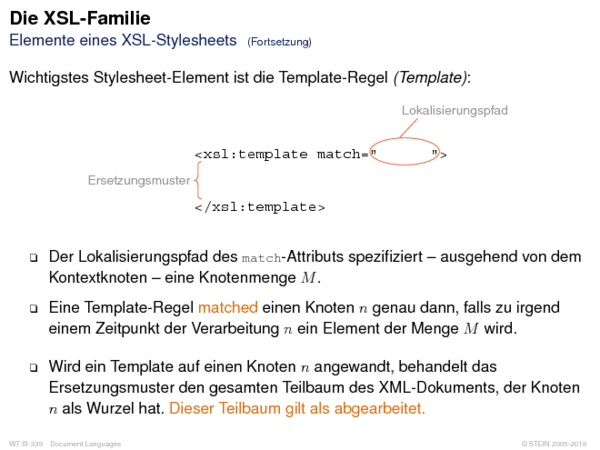 Die XSL-Familie
Elemente eines XSL-Stylesheets (Fortsetzung)
Wichtigstes Stylesheet-Element ist die Template-Regel (Template):
Lokalisierungspfad
<xsl:template match=" ">
Ersetzungsmuster
</xsl:template>
❑ Der Lokalisierungspfad des match-Attributs spezifiziert – ausgehend von dem
Kontextknoten – eine Knotenmenge M.
❑ Eine Template-Regel matched einen Knoten n genau dann, falls zu irgend
einem Zeitpunkt der Verarbeitung n ein Element der Menge M wird.
❑ Wird ein Template auf einen Knoten n angewandt, behandelt das
Ersetzungsmuster den gesamten Teilbaum des XML-Dokuments, der Knoten
n als Wurzel hat. Dieser Teilbaum gilt als abgearbeitet.
WT:III-339 Document Languages © STEIN 2005-2018